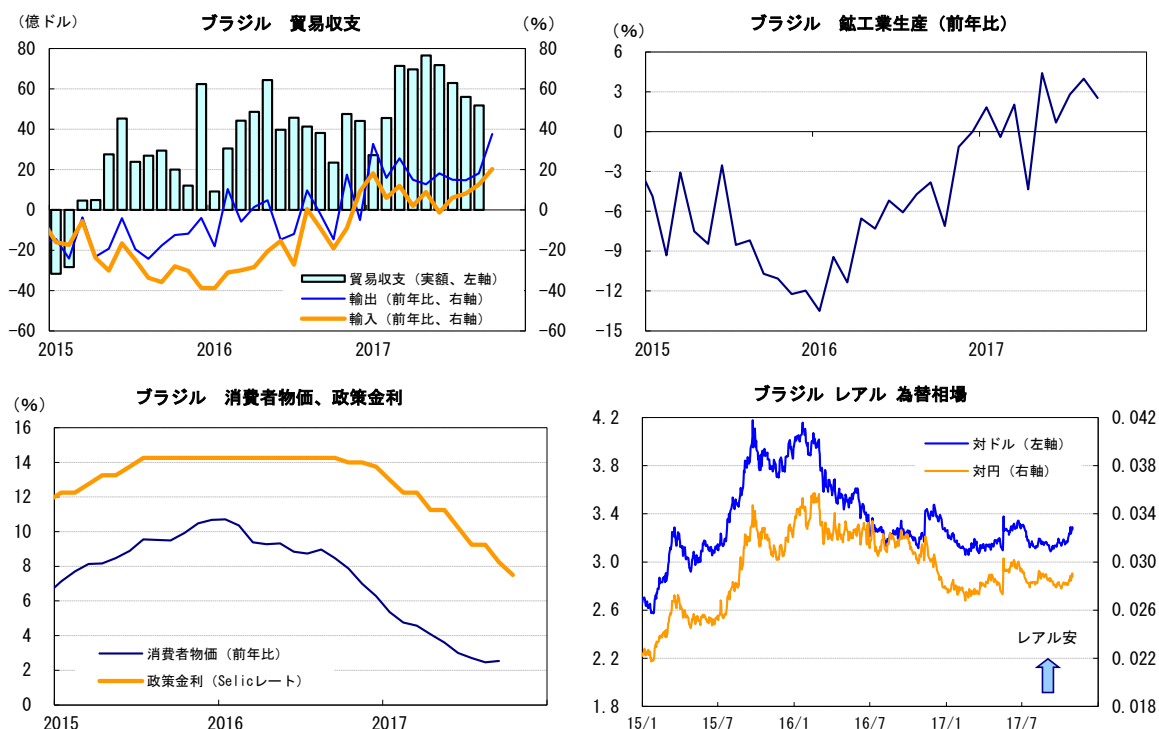 ブラジル　貿易収支
（億ドル）
（％）
80
60
40
20
0
−20
−40
−60
80
60
40
20
0
−20
−40
−60
貿易収支（実額、左軸）
輸出（前年比、右軸）
輸入（前年比、右軸）
2015 2016 2017
ブラジル　鉱工業生産（前年比）
（％）
6
3
0
−3
−6
−9
−12
−15
2015 2016 2017
ブラジル　消費者物価、政策金利
（％）
16
14
12
10
8
6
4
2
0
消費者物価（前年比）
政策金利（Selicレート）
2015 2016 2017
ブラジル レアル 為替相場
4.2
3.8
3.4
3.0
2.6
2.2
1.8
0.042
0.038
0.034
0.030
0.026
0.022
0.018
対ドル（左軸）
対円（右軸）
レアル安
15/1 15/7 16/1 16/7 17/1 17/7